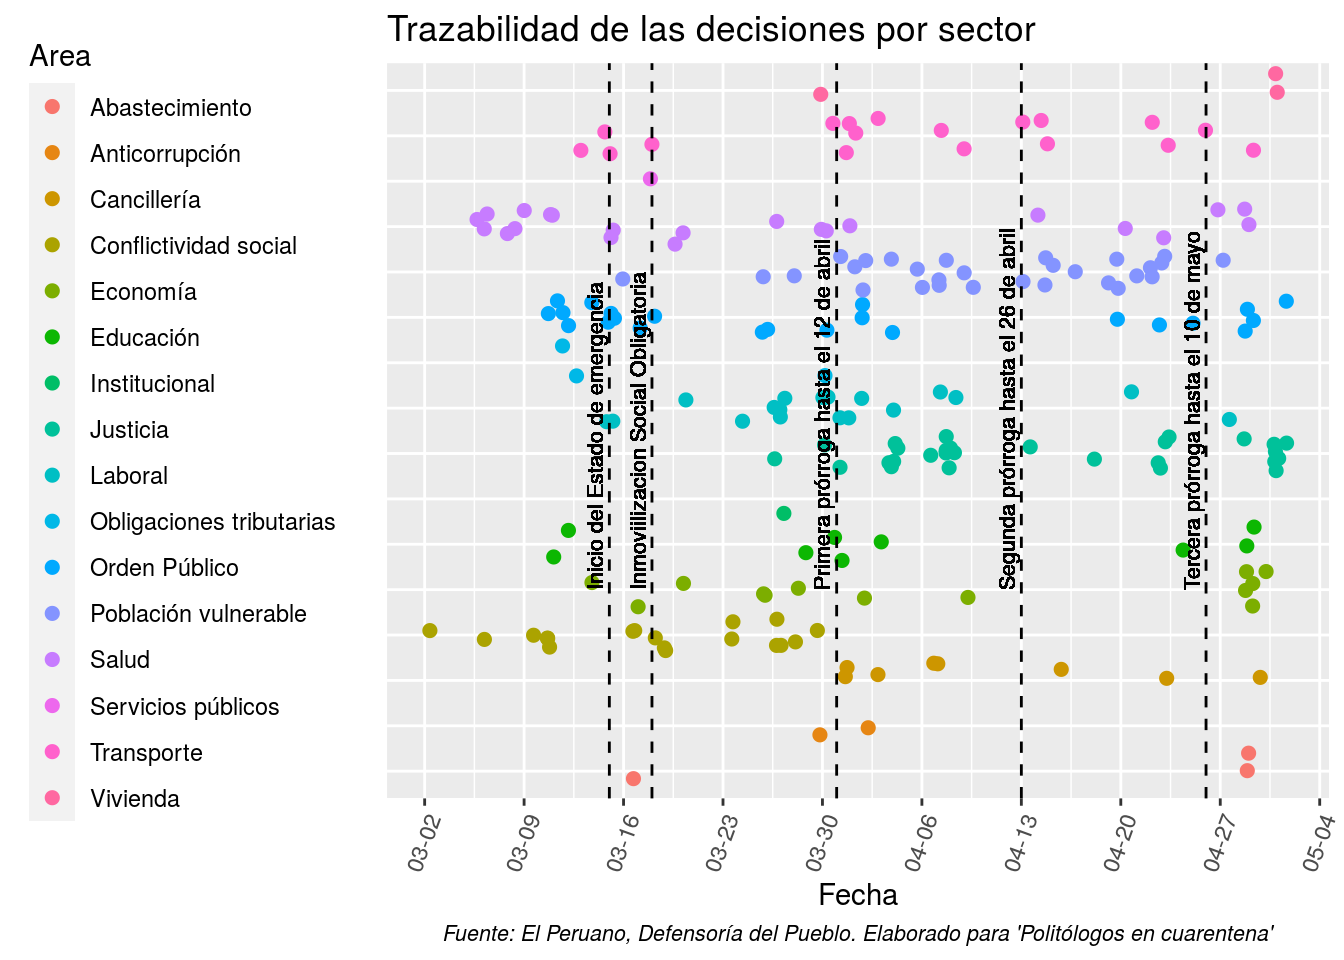 Trazabilidad de las decisiones por sector
Area
Abastecimiento
Anticorrupción
Cancillería
Conflictividad social
Economía
Educación
Institucional
Justicia
Laboral
Obligaciones tributarias
Orden Público
Población vulnerable
Salud
Servicios públicos
Transporte
Vivienda
Inicio del Estado de emergencia
Inmoviilizacion Social Obligatoria
Primera prórroga hasta el 12 de abril
Segunda prórroga hasta el 26 de abril
Tercera prórroga hasta el 10 de mayo
03-02
03-09
03-16
03-23
03-30
04-06
04-13
04-20
04-27
05-04
Fecha
Fuente: El Peruano, Defensoría del Pueblo. Elaborado para 'Politólogos en cuarentena'